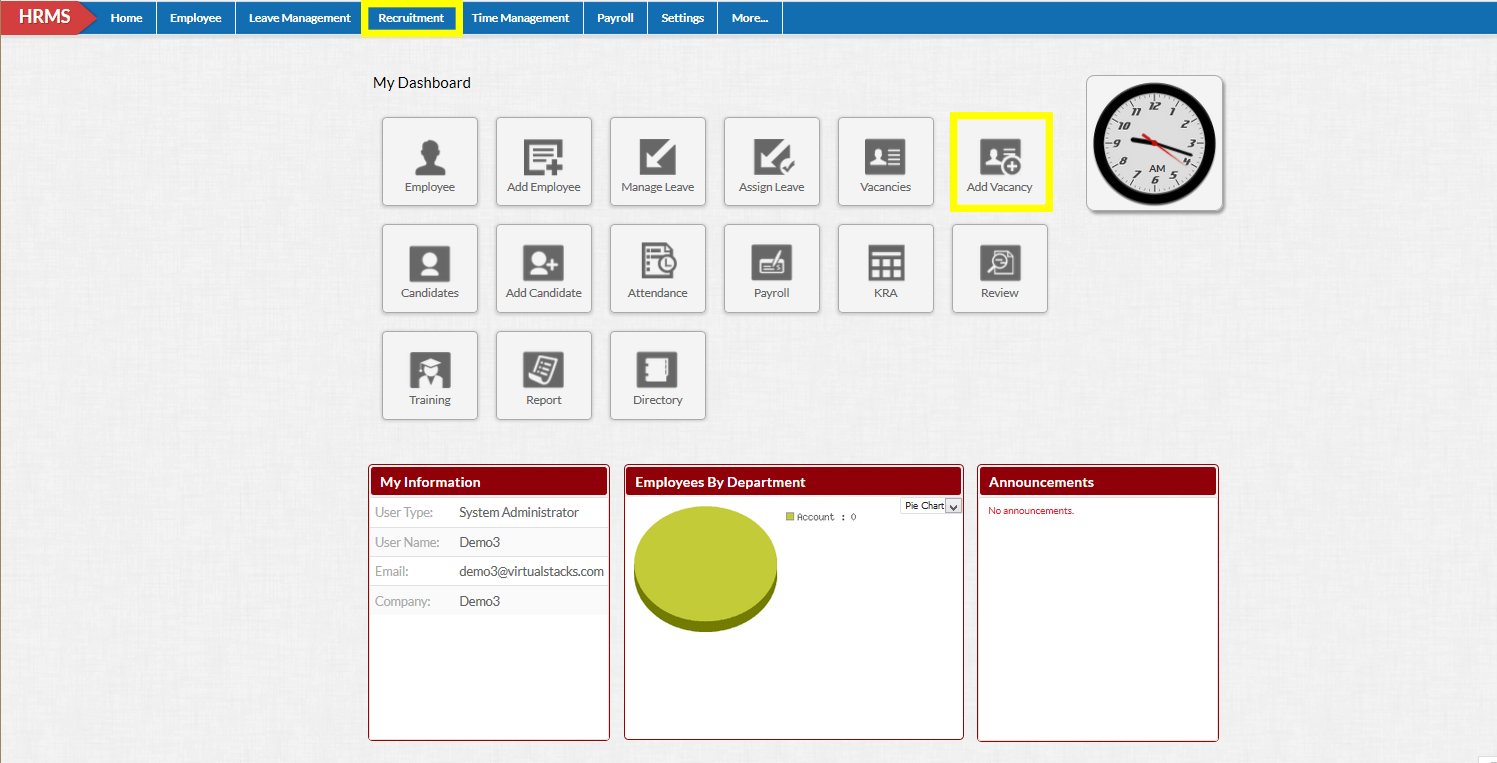 HRMS Home Employee Leave Management Recruitment Time Management Payroll Settings More...
My Dashboard
Employee Add Employee Manage Leave Assign Leave Vacancies Add Vacancy
12 1 2 3 4 5 6 7 8 9 10 11
AM
Candidates Add Candidate Attendance Payroll KRA Review
Training Report Directory
My Information
User Type: System Administrator
User Name: Demo3
Email: demo3@virtualstacks.com
Company: Demo3
Employees By Department
Pie Chart
Account : 0
Announcements
No announcements.